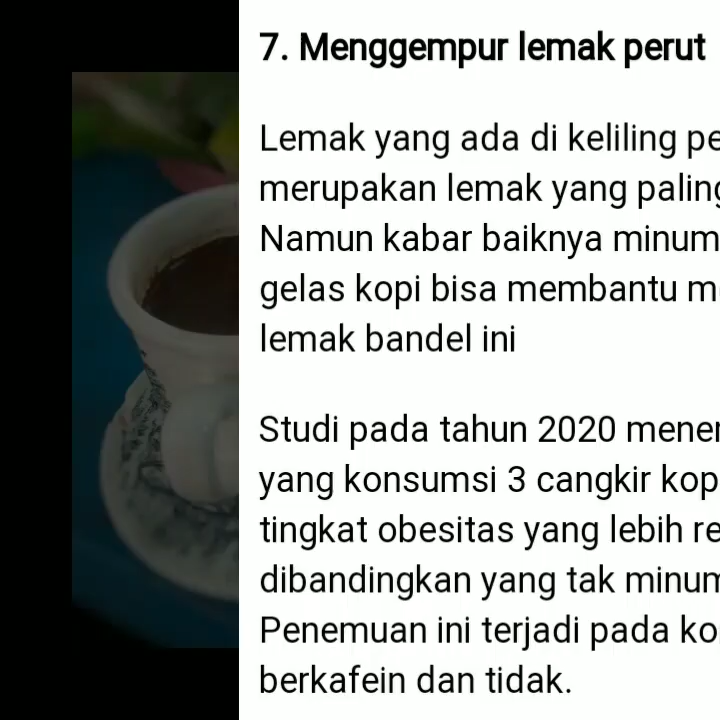 7. Menggempur lemak perut
Lemak yang ada di keliling pe
merupakan lemak yang paling
Namun kabar baiknya minum
gelas kopi bisa membantu m
lemak bandel ini
Studi pada tahun 2020 mene
yang konsumsi 3 cangkir kop
tingkat obesitas yang lebih re
dibandingkan yang tak minum
Penemuan ini terjadi pada ko
berkafein dan tidak.